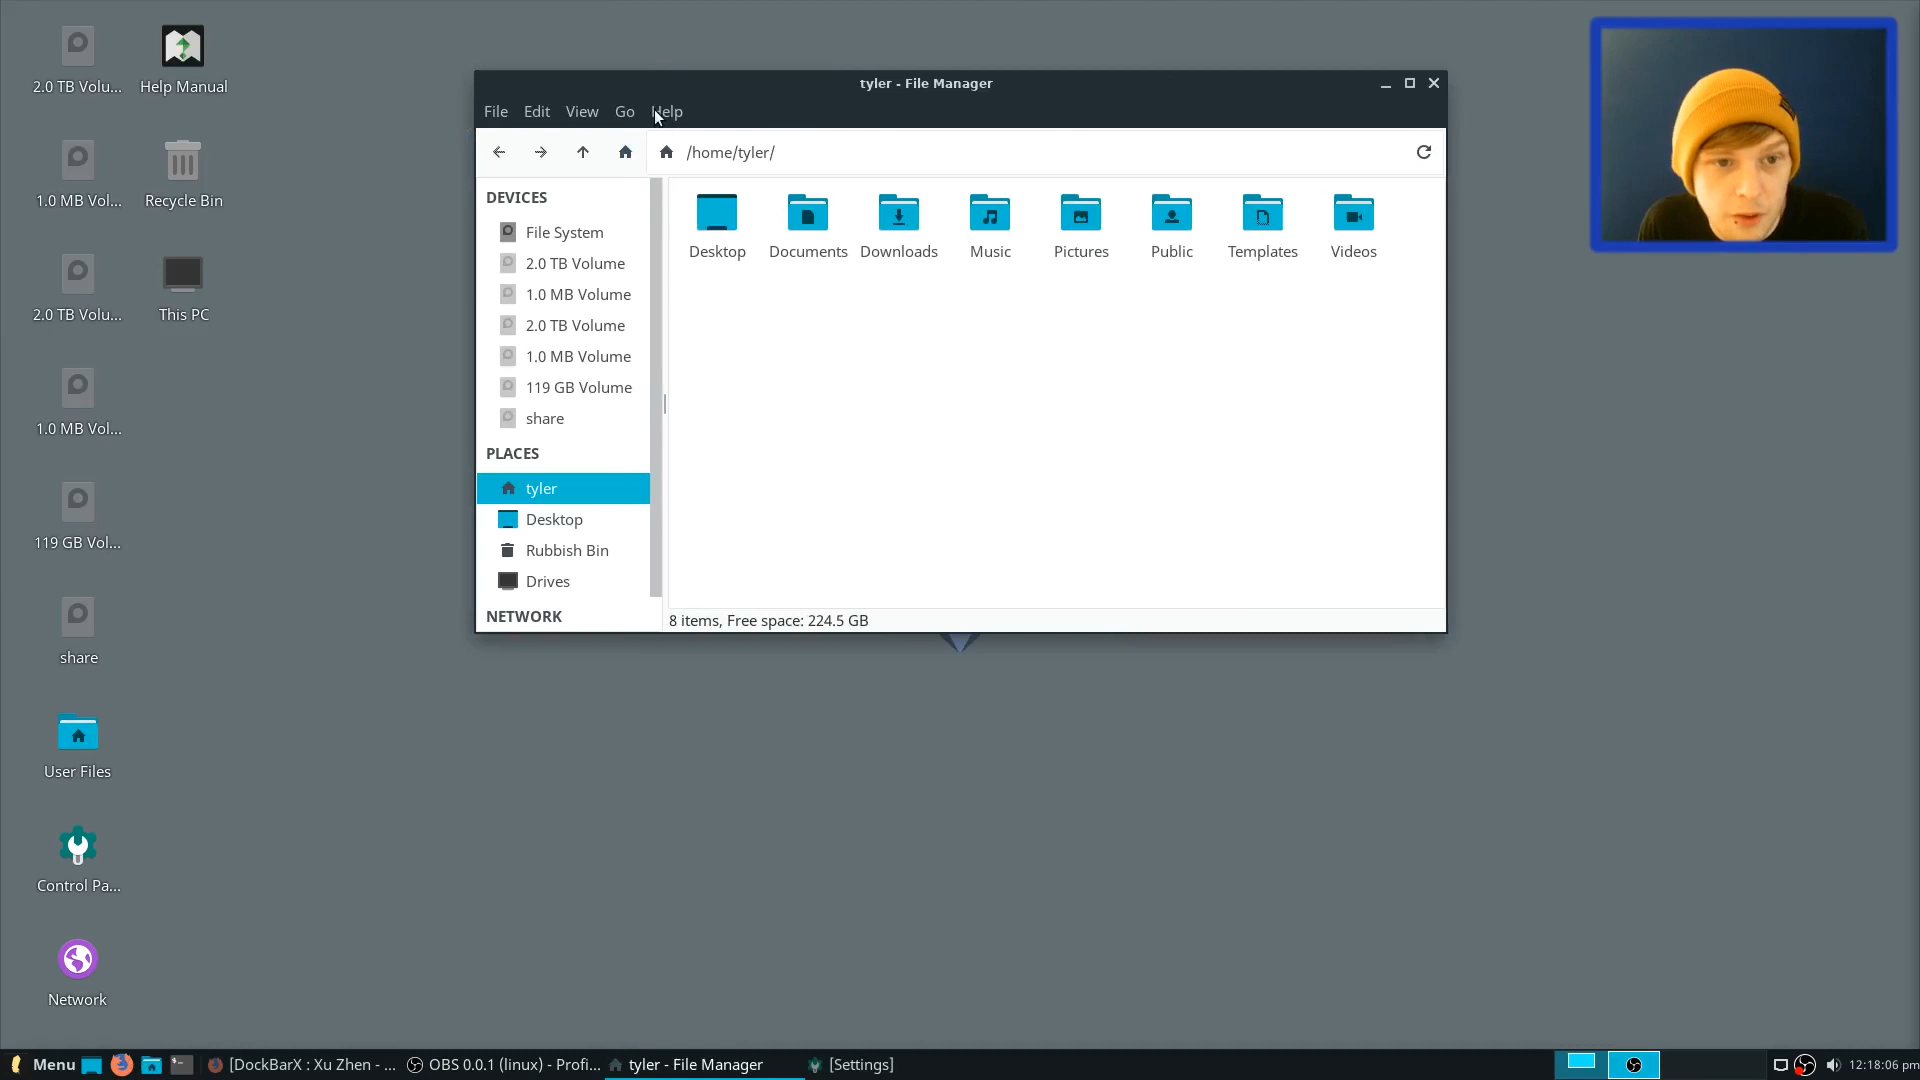 2.0 TB Volu...
Help Manual
1.0 MB Vol...
Recycle Bin
2.0 TB Volu...
This PC
1.0 MB Vol...
119 GB Vol...
share
User Files
Control Pa...
Network
tyler - File Manager
File Edit View Go Help
/home/tyler/
DEVICES
File System
2.0 TB Volume
1.0 MB Volume
2.0 TB Volume
1.0 MB Volume
119 GB Volume
share
PLACES
tyler
Desktop
Rubbish Bin
Drives
NETWORK
Desktop Documents Downloads Music Pictures Public Templates Videos
8 items, Free space: 224.5 GB
Menu [DockBarX : Xu Zhen - ... OBS 0.0.1 (linux) - Profi... tyler - File Manager [Settings] 12:18:06 pm